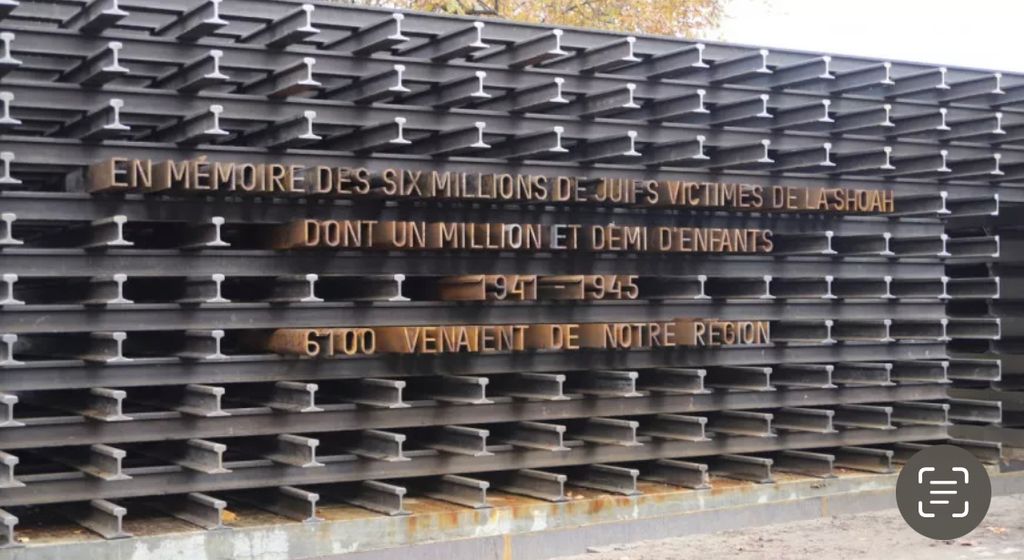 EN MÉMOIRE DES SIX MILLIONS DE JUIFS VICTIMES DE LA SHOAH
DONT UN MILLION ET DEMI D'ENFANTS
1941 - 1945
6100 VENAIENT DE NOTRE RÉGION